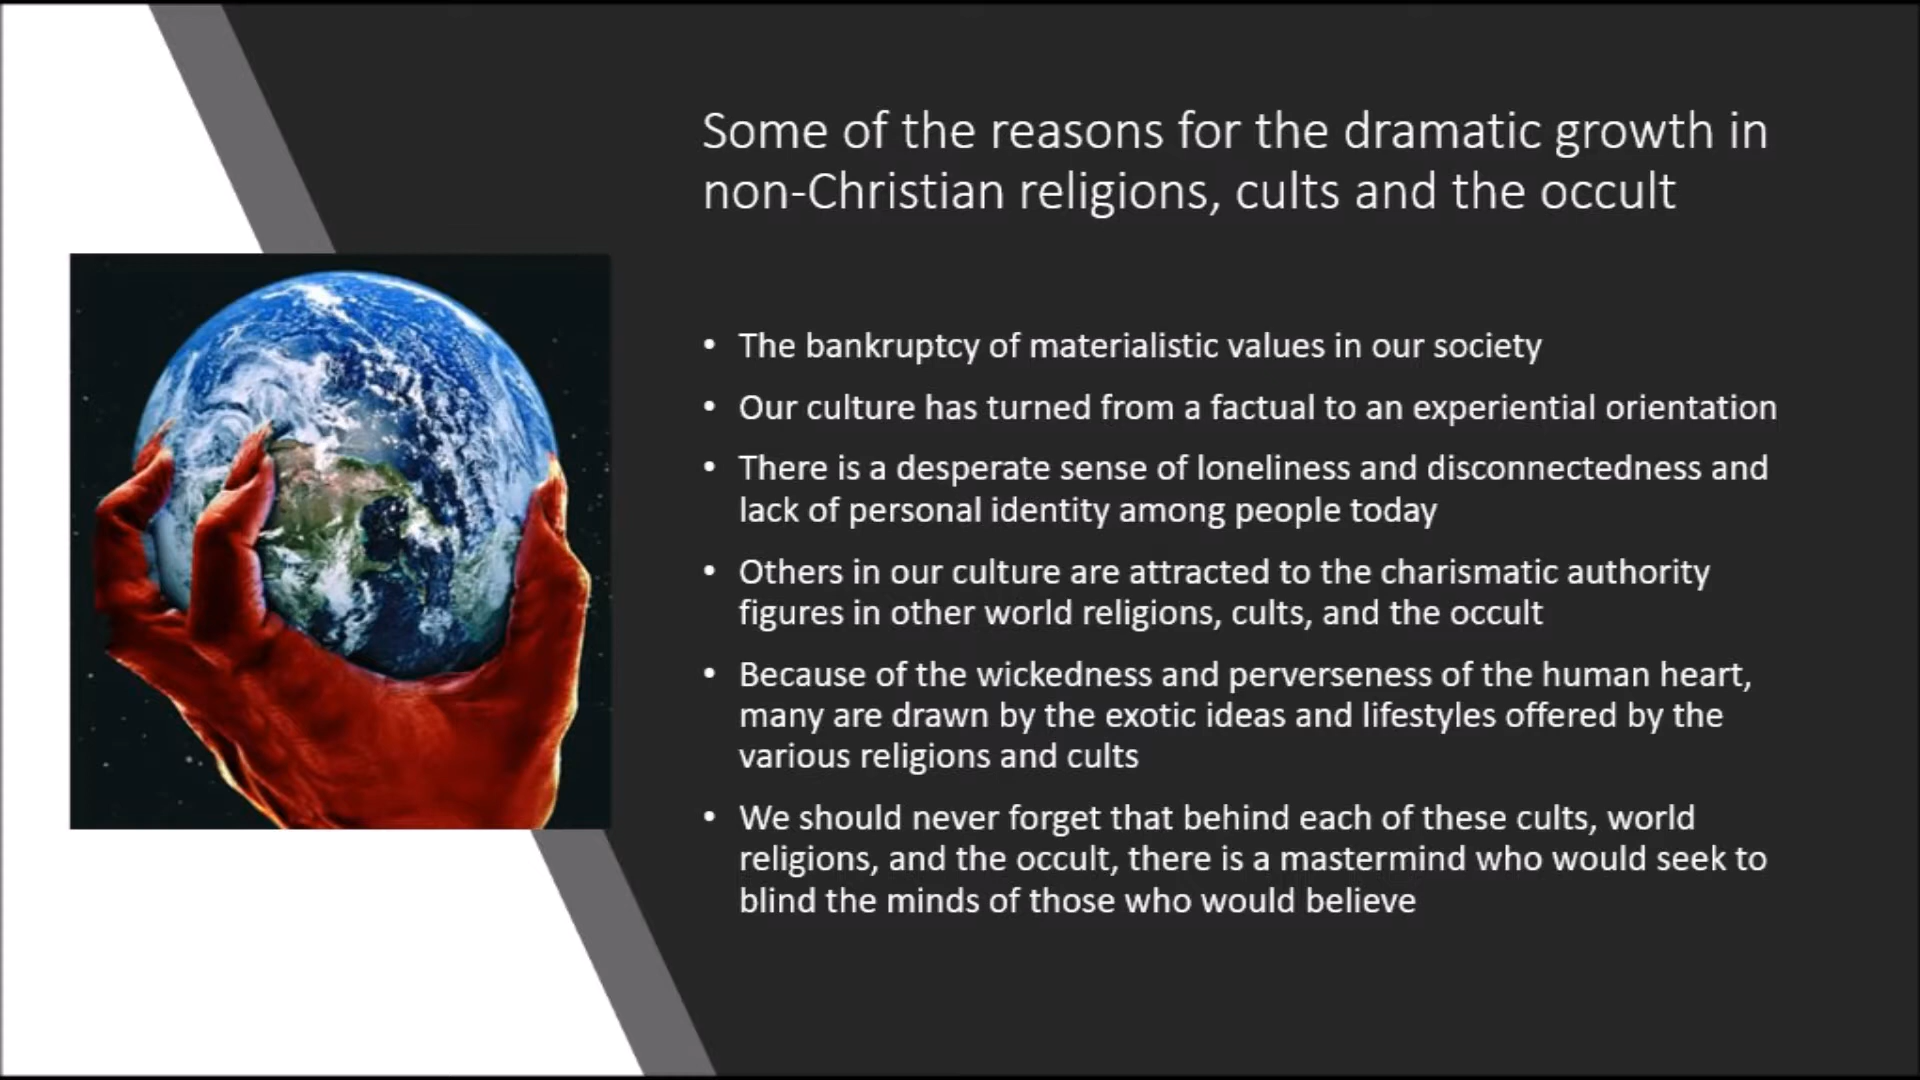 Some of the reasons for the dramatic growth in
non-Christian religions, cults and the occult
• The bankruptcy of materialistic values in our society
• Our culture has turned from a factual to an experiential orientation
• There is a desperate sense of loneliness and disconnectedness and
lack of personal identity among people today
• Others in our culture are attracted to the charismatic authority
figures in other world religions, cults, and the occult
• Because of the wickedness and perverseness of the human heart,
many are drawn by the exotic ideas and lifestyles offered by the
various religions and cults
• We should never forget that behind each of these cults, world
religions, and the occult, there is a mastermind who would seek to
blind the minds of those who would believe